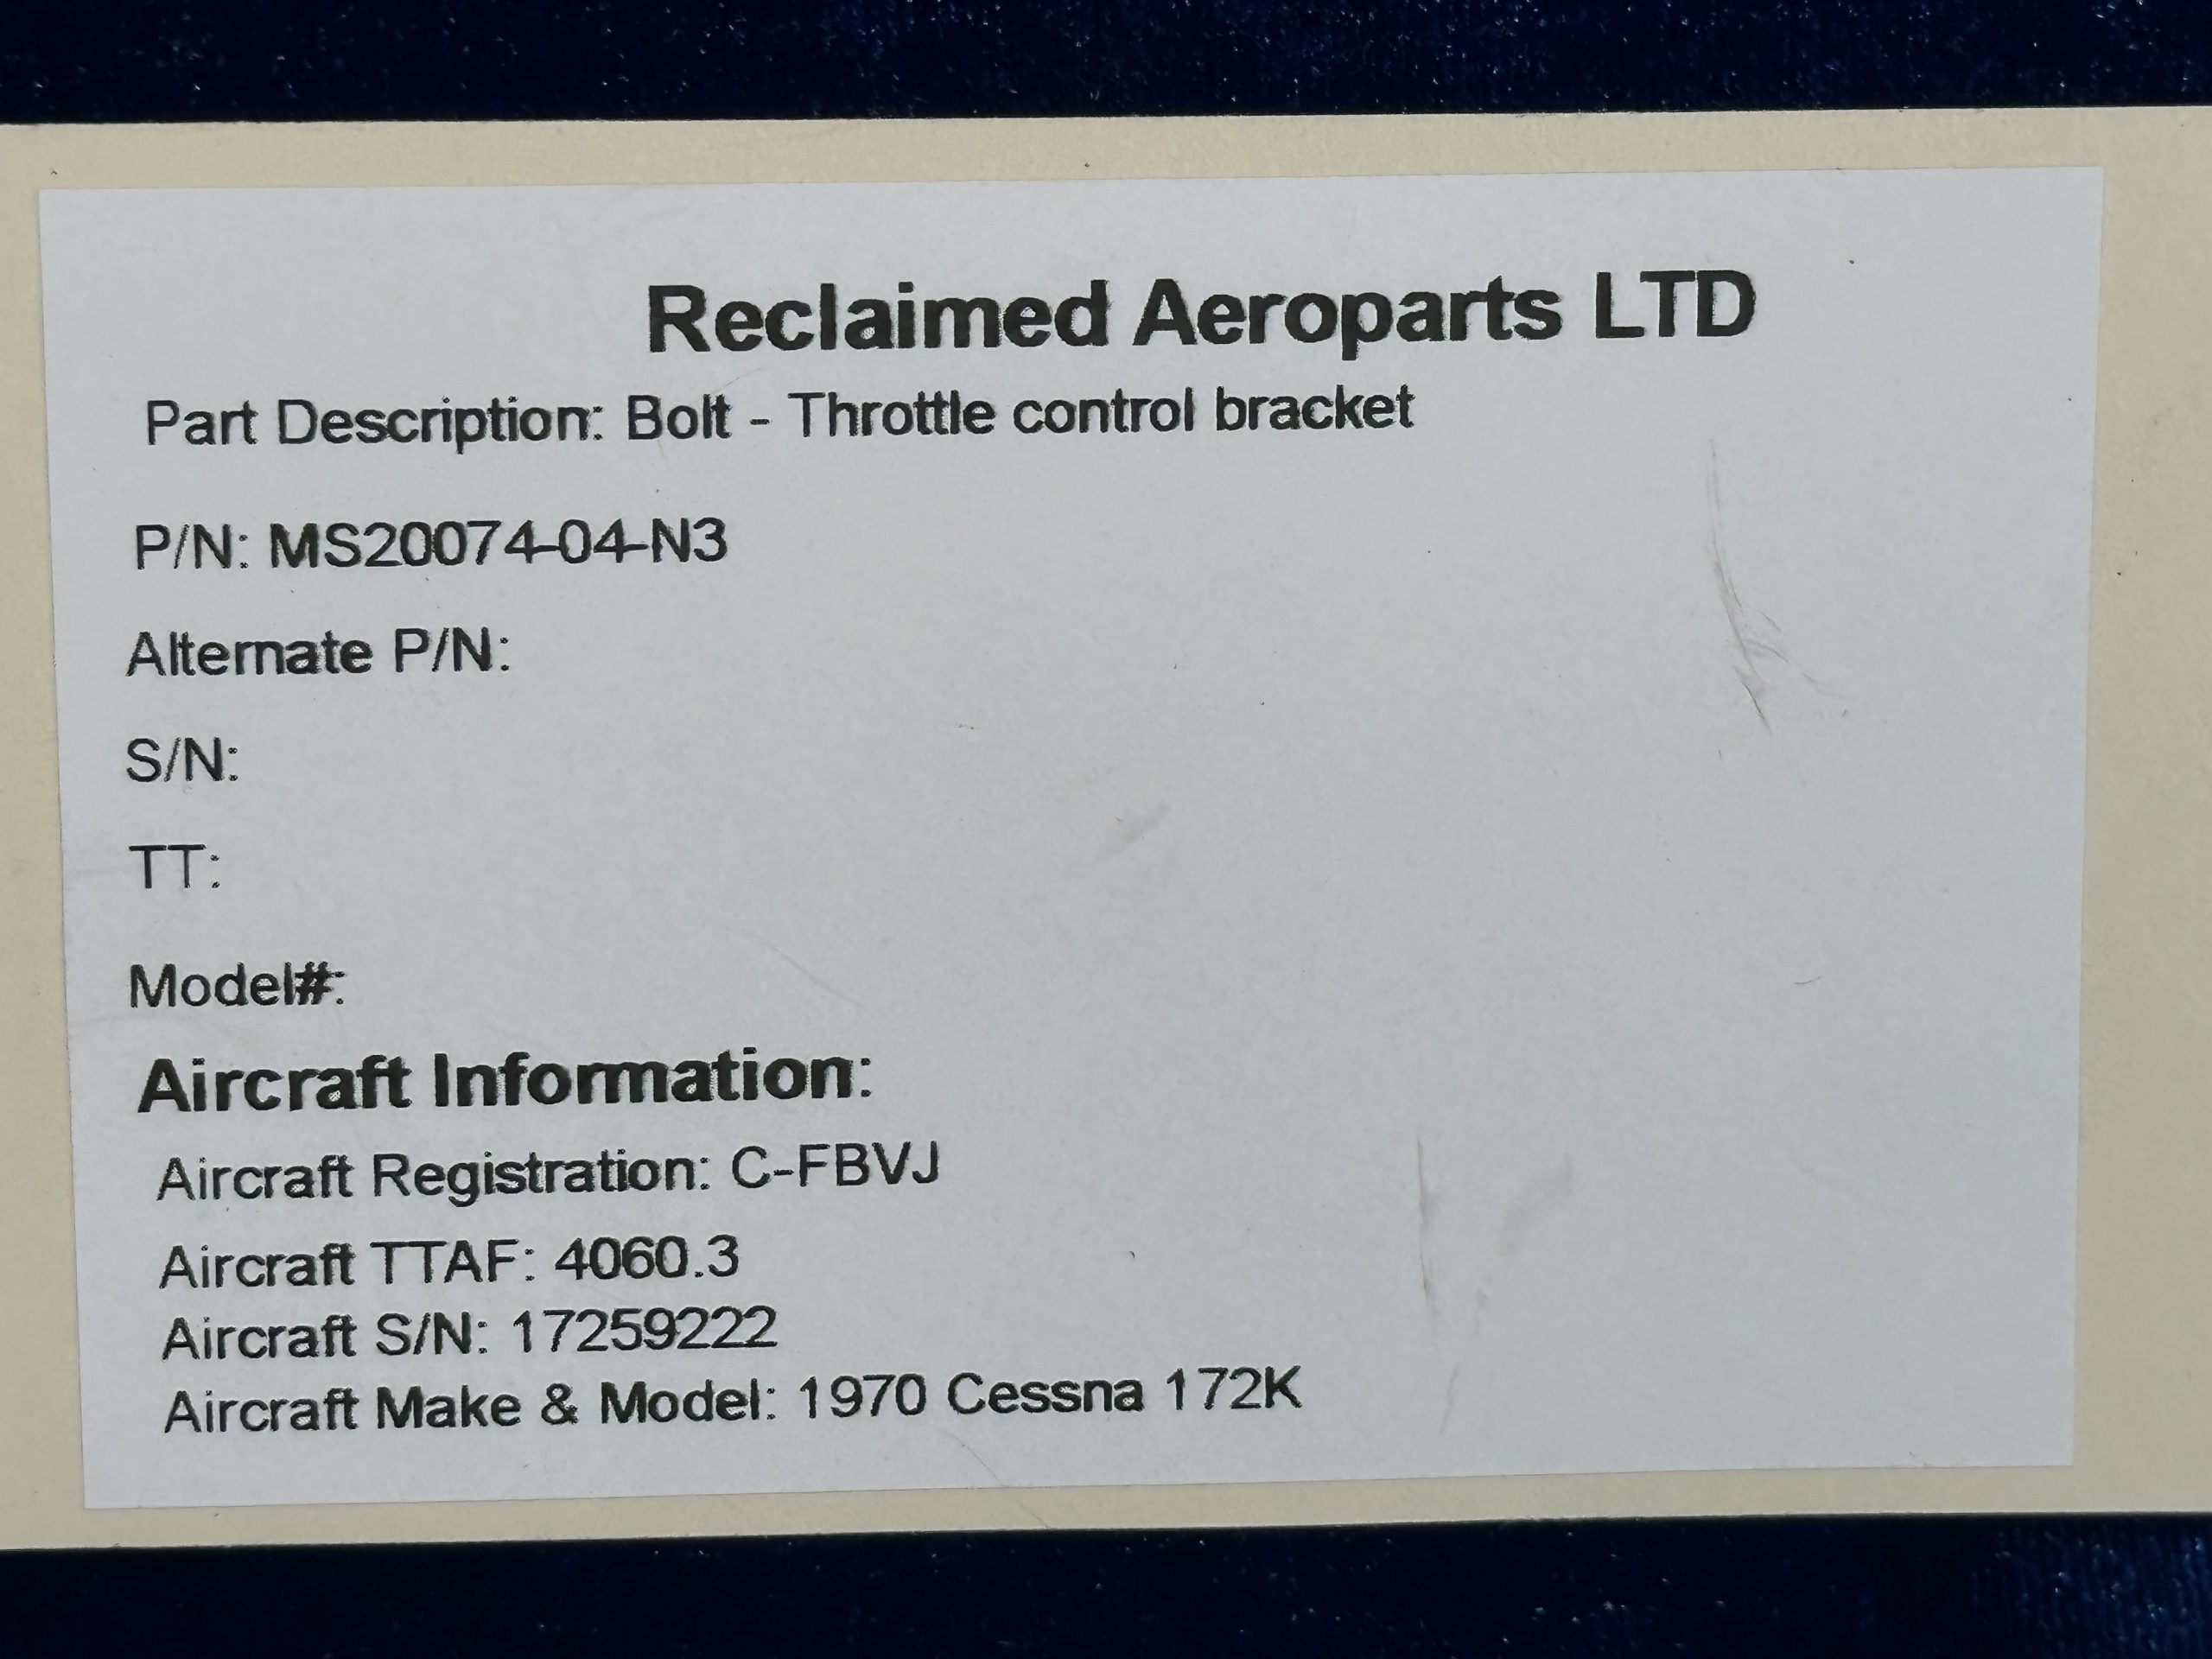 Reclaimed Aeroparts LTD
Part Description: Bolt - Throttle control bracket
P/N: MS20074-04-N3
Alternate P/N:
S/N:
TT:
Model#:
Aircraft Information:
Aircraft Registration: C-FBVJ
Aircraft TTAF: 4060.3
Aircraft S/N: 17259222
Aircraft Make & Model: 1970 Cessna 172K